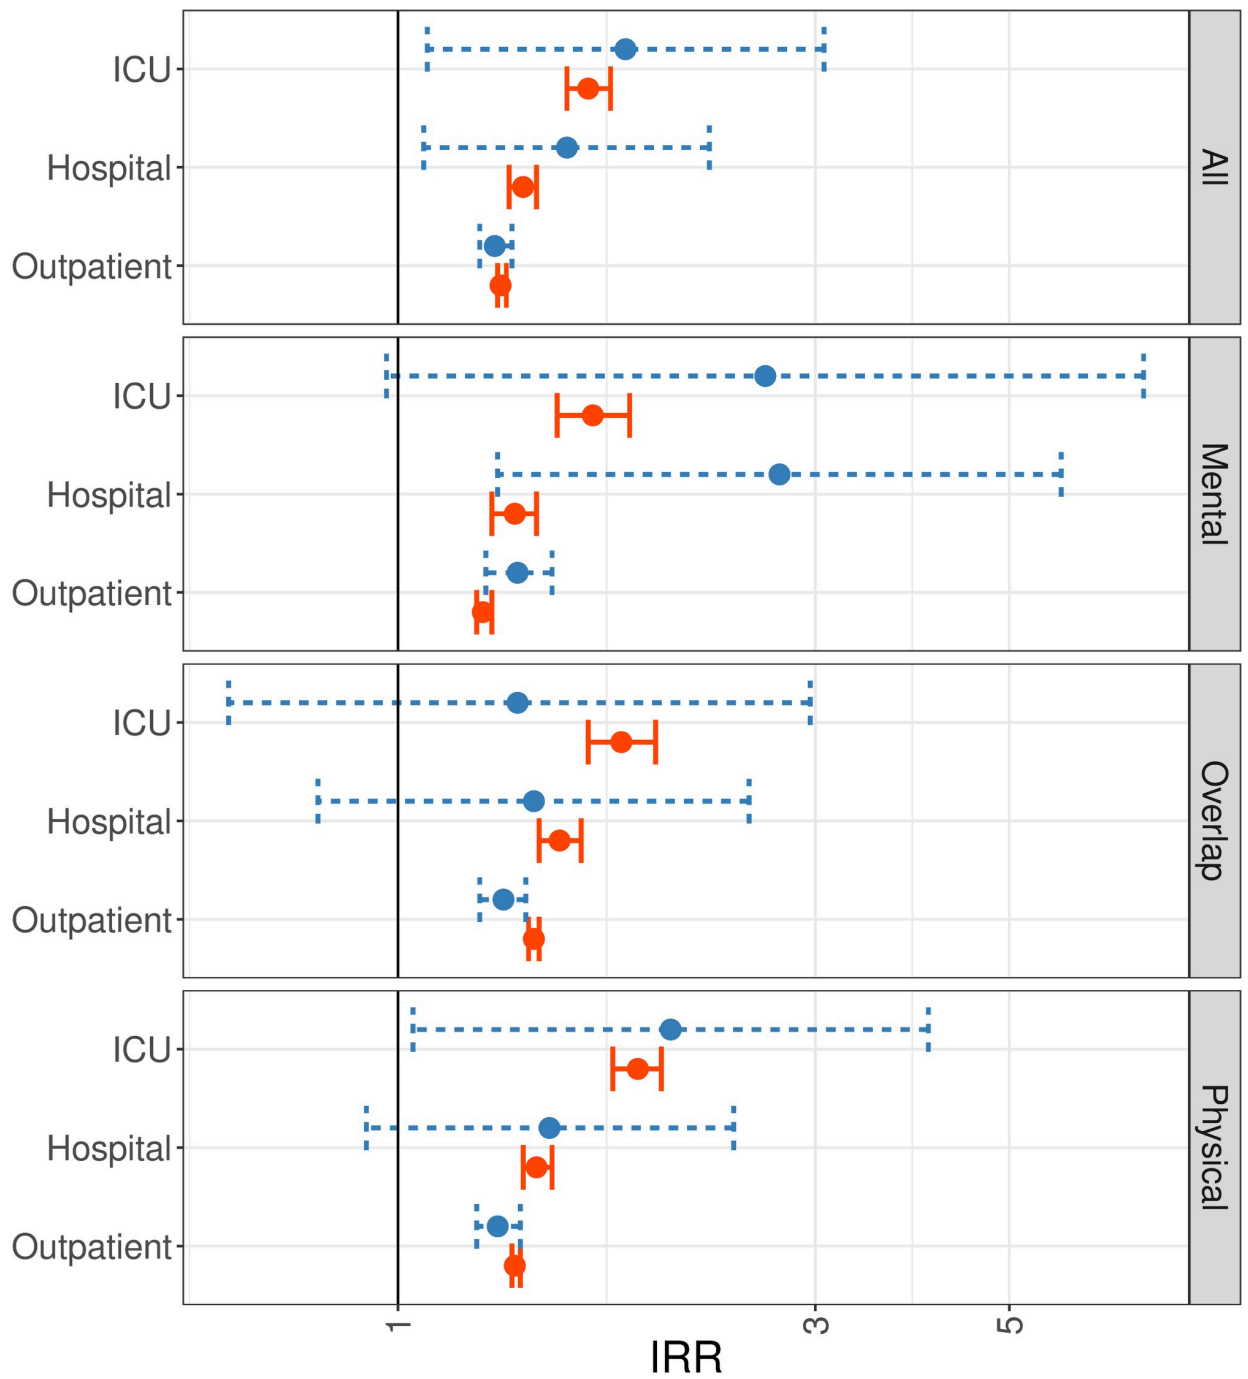 ICU
Hospital
Outpatient
All
ICU
Hospital
Outpatient
Mental
ICU
Hospital
Outpatient
Overlap
ICU
Hospital
Outpatient
Physical
1
3
5
IRR